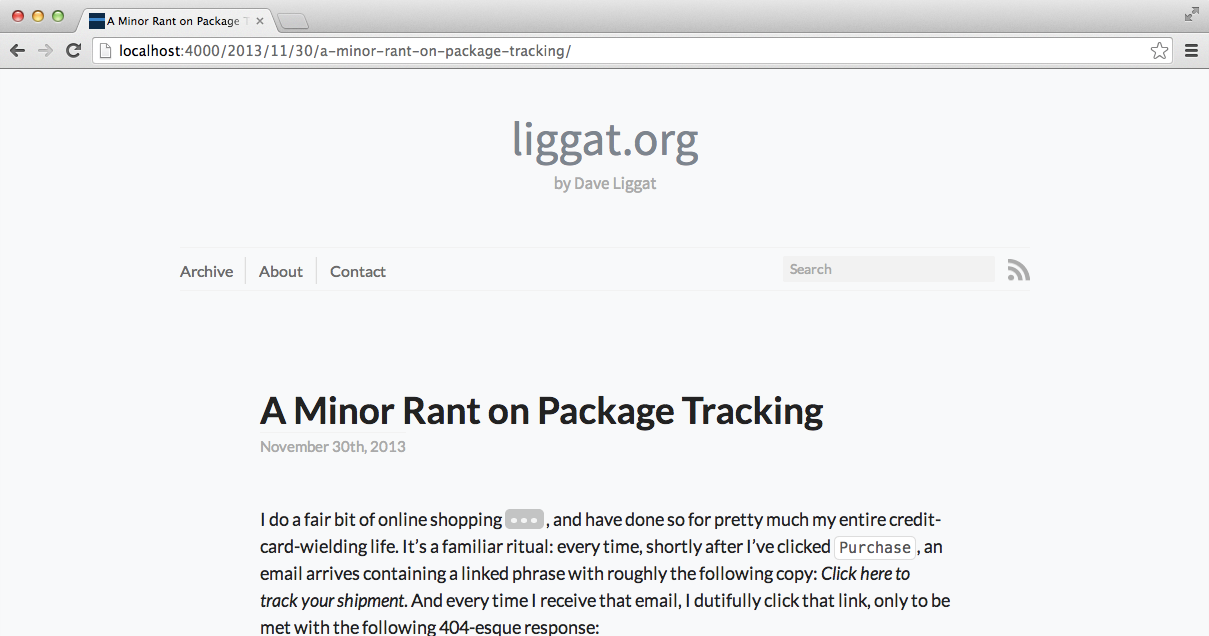 A Minor Rant on Package T
localhost:4000/2013/11/30/a-minor-rant-on-package-tracking/
liggat.org
by Dave Liggat
Archive About Contact Search
A Minor Rant on Package Tracking
November 30th, 2013
I do a fair bit of online shopping •••, and have done so for pretty much my entire credit-
card-wielding life. It’s a familiar ritual: every time, shortly after I’ve clicked Purchase, an
email arrives containing a linked phrase with roughly the following copy: Click here to
track your shipment. And every time I receive that email, I dutifully click that link, only to be
met with the following 404-esque response: